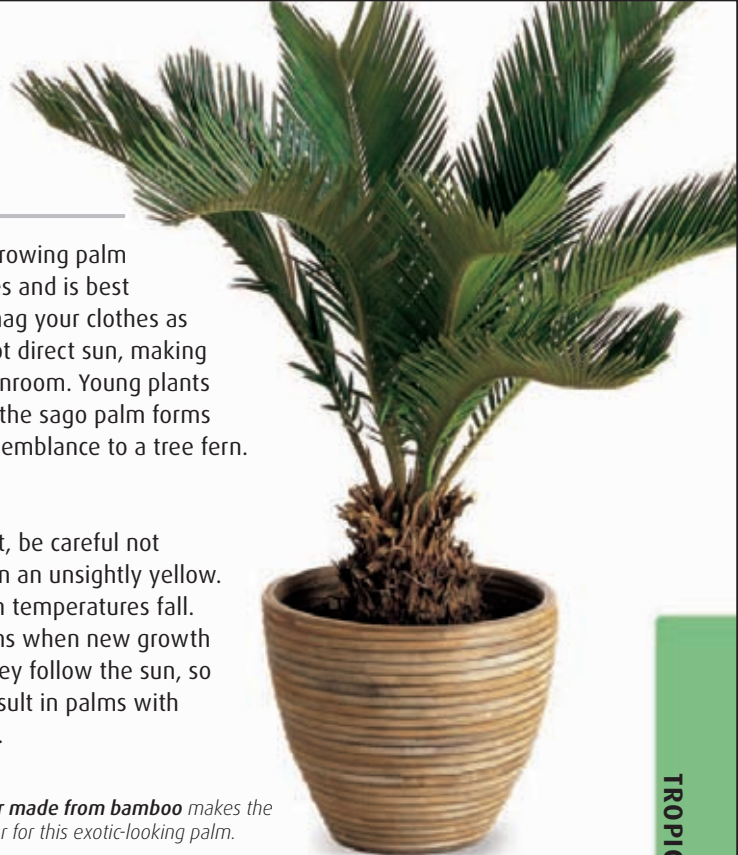 rowing palm
es and is best
nag your clothes as
ot direct sun, making
nroom. Young plants
the sago palm forms
emblance to a tree fern.
t, be careful not
n an unsightly yellow.
n temperatures fall.
ns when new growth
ey follow the sun, so
sult in palms with
.
r made from bamboo makes the
r for this exotic-looking palm.
TROPIC